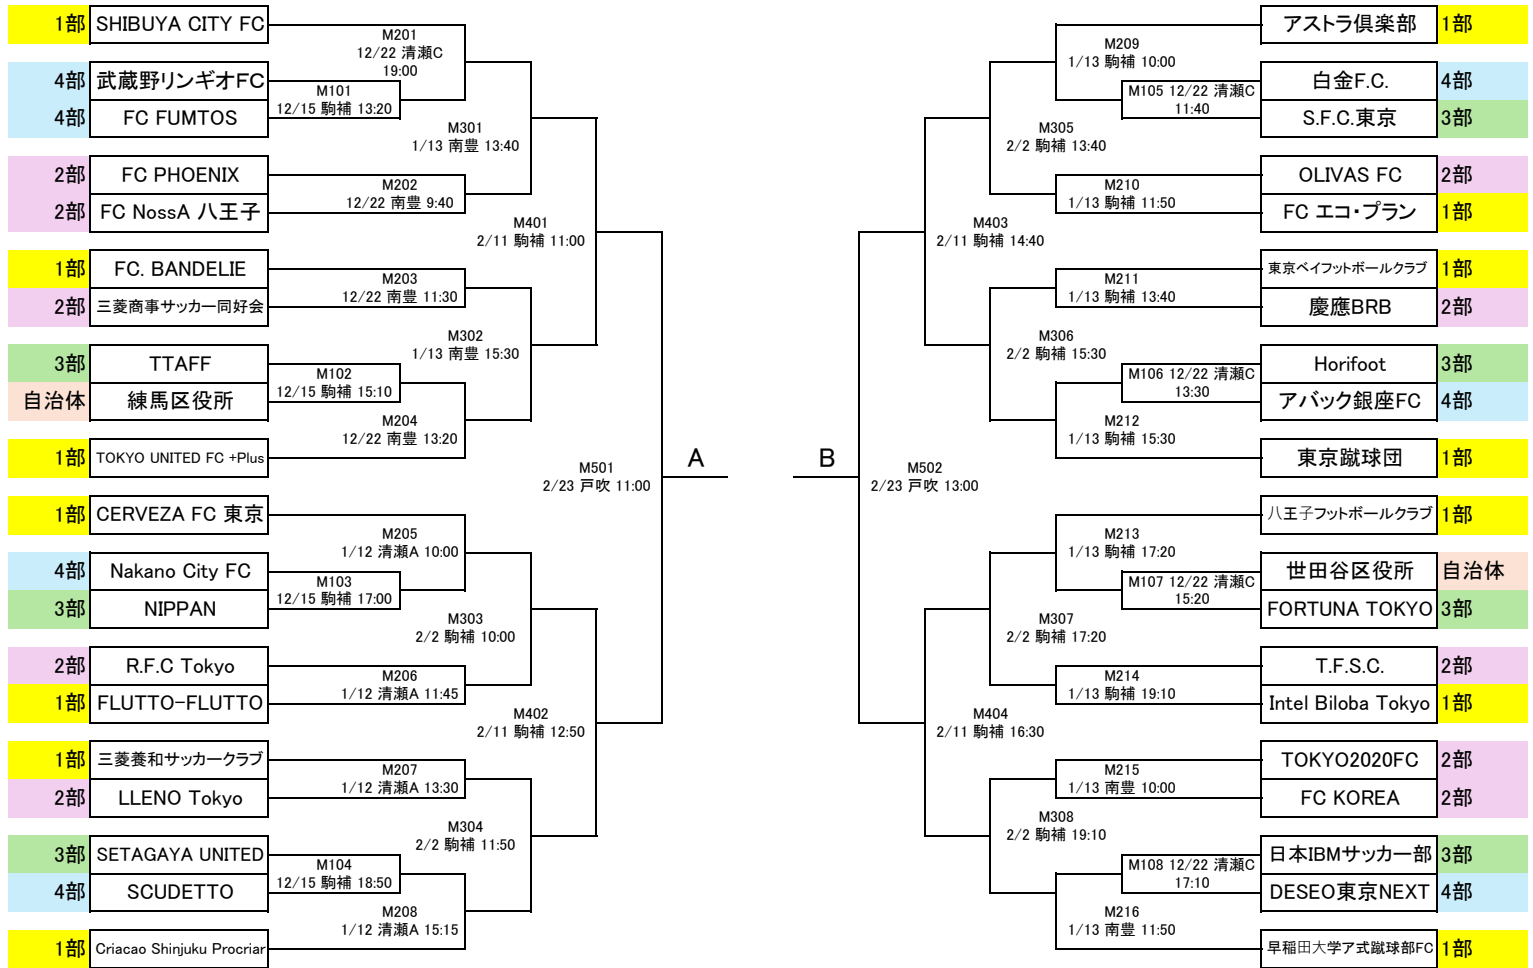 1部 SHIBUYA CITY FC
M201
12/22 清瀬C
19:00
4部 武蔵野リンギオFC
M101
12/15 駒補 13:20
4部 FC FUMTOS
M301
1/13 南豊 13:40
2部 FC PHOENIX
M202
12/22 南豊 9:40
2部 FC NossA 八王子
M401
2/11 駒補 11:00
1部 FC. BANDELIE
M203
12/22 南豊 11:30
2部 三菱商事サッカー同好会
M302
1/13 南豊 15:30
3部 TTAFF
M102
12/15 駒補 15:10
自治体 練馬区役所
M204
12/22 南豊 13:20
1部 TOKYO UNITED FC +Plus
M501
2/23 戸吹 11:00
A
1部 CERVEZA FC 東京
M205
1/12 清瀬A 10:00
4部 Nakano City FC
M103
12/15 駒補 17:00
3部 NIPPAN
M303
2/2 駒補 10:00
2部 R.F.C Tokyo
M206
1/12 清瀬A 11:45
1部 FLUTTO-FLUTTO
M402
2/11 駒補 12:50
1部 三菱養和サッカークラブ
M207
1/12 清瀬A 13:30
2部 LLENO Tokyo
M304
2/2 駒補 11:50
3部 SETAGAYA UNITED
M104
12/15 駒補 18:50
4部 SCUDETTO
M208
1/12 清瀬A 15:15
1部 Criacao Shinjuku Procriar
アストラ倶楽部 1部
M209
1/13 駒補 10:00
白金F.C. 4部
M105 12/22 清瀬C
11:40
S.F.C.東京 3部
M305
2/2 駒補 13:40
OLIVAS FC 2部
M210
1/13 駒補 11:50
FC エコ・プラン 1部
M403
2/11 駒補 14:40
東京ベイフットボールクラブ 1部
M211
1/13 駒補 13:40
慶應BRB 2部
M306
2/2 駒補 15:30
Horifoot 3部
M106 12/22 清瀬C
13:30
アバック銀座FC 4部
M212
1/13 駒補 15:30
東京蹴球団 1部
B
M502
2/23 戸吹 13:00
八王子フットボールクラブ 1部
M213
1/13 駒補 17:20
世田谷区役所 自治体
M107 12/22 清瀬C
15:20
FORTUNA TOKYO 3部
M307
2/2 駒補 17:20
T.F.S.C. 2部
M214
1/13 駒補 19:10
Intel Biloba Tokyo 1部
M404
2/11 駒補 16:30
TOKYO2020FC 2部
M215
1/13 南豊 10:00
FC KOREA 2部
M308
2/2 駒補 19:10
日本IBMサッカー部 3部
M108 12/22 清瀬C
17:10
DESEO東京NEXT 4部
M216
1/13 南豊 11:50
早稲田大学ア式蹴球部FC 1部